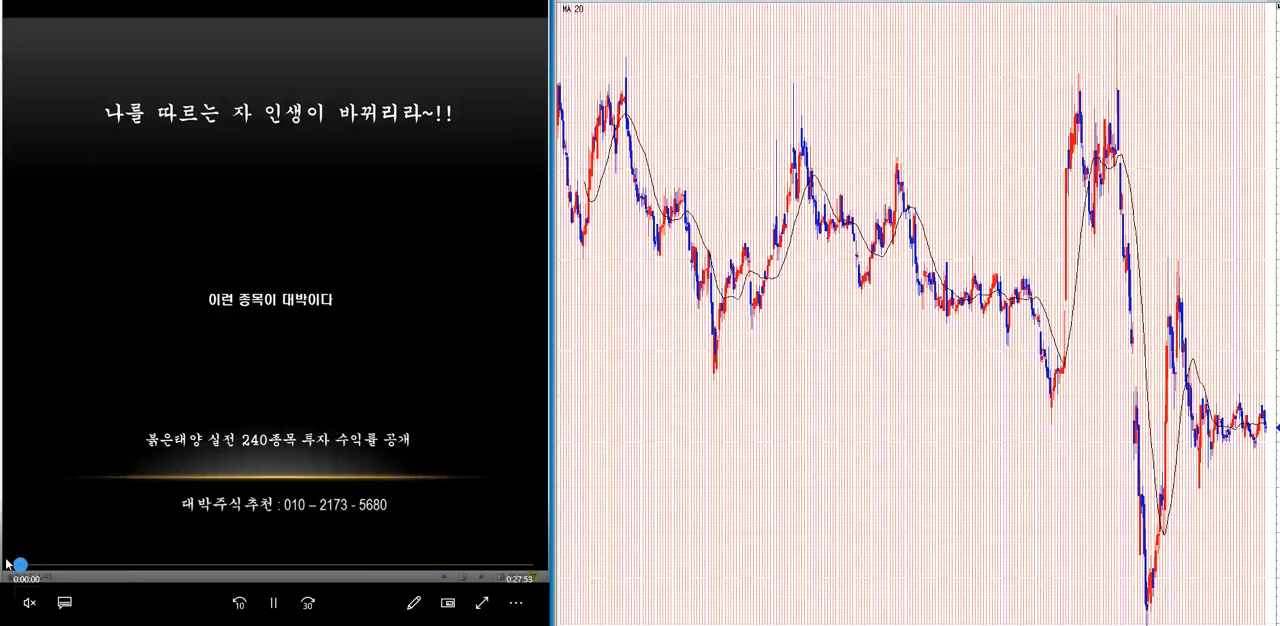 나를 따르는 자 인생이 바뀌리라~!!
이런 종목이 대박이다
붉은태양 실전 240종목 투자 수익률 공개
대박주식추천 : 010 – 2173 - 5680
0:00:00
0:27:53
10
30
MA 20